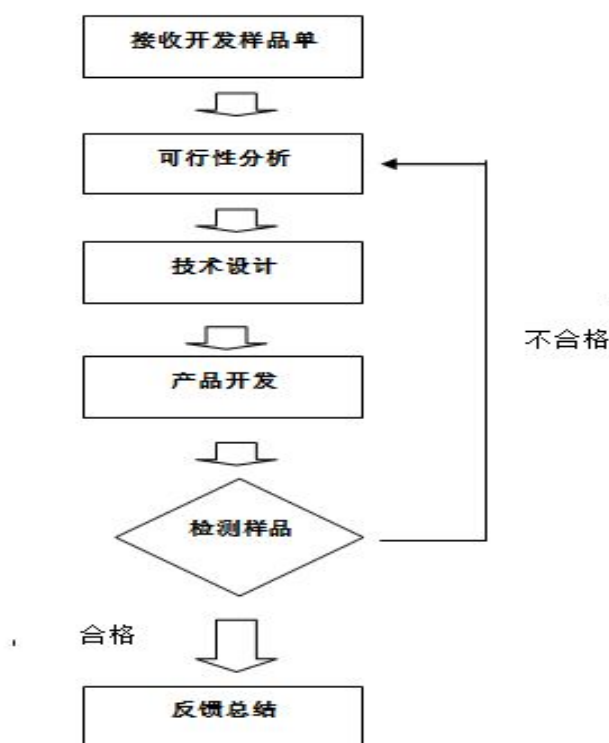 接收开发样品单
可行性分析
技术设计
不合格
产品开发
检测样品
合格
反馈总结